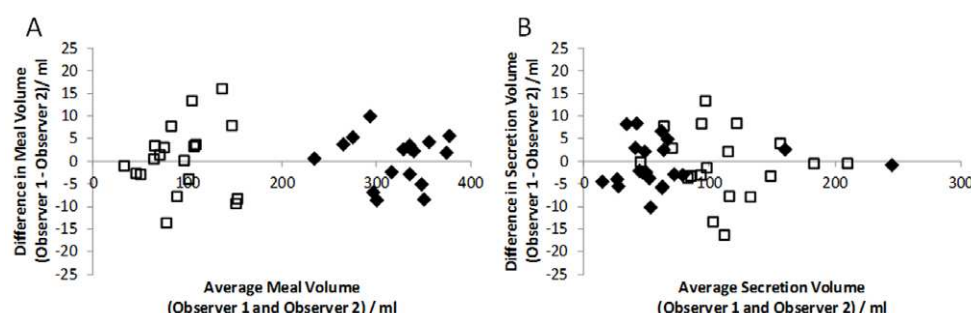 A
Difference in Meal Volume
(Observer 1 - Observer 2)/ ml
25
20
15
10
5
0
-5
-10
-15
-20
-25
0 100 200 300 400
Average Meal Volume
(Observer 1 and Observer 2) / ml
B
Difference in Secretion Volume
(Observer 1 - Observer 2)/ ml
25
20
15
10
5
0
-5
-10
-15
-20
-25
0 100 200 300
Average Secretion Volume
(Observer 1 and Observer 2) / ml